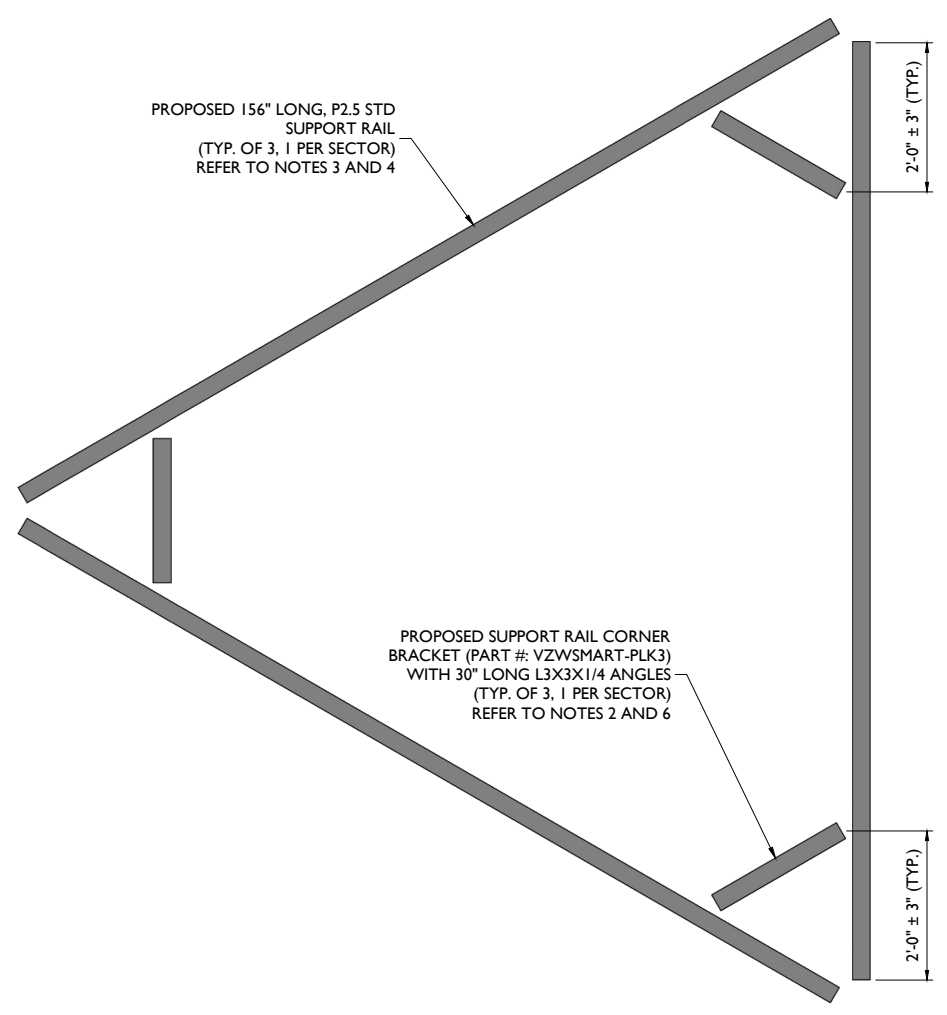 PROPOSED 156" LONG, P2.5 STD
SUPPORT RAIL
(TYP. OF 3, 1 PER SECTOR)
REFER TO NOTES 3 AND 4
2'-0" ± 3" (TYP.)
PROPOSED SUPPORT RAIL CORNER
BRACKET (PART #: VZWSMART-PLK3)
WITH 30" LONG L3X3X1/4 ANGLES
(TYP. OF 3, 1 PER SECTOR)
REFER TO NOTES 2 AND 6
2'-0" ± 3" (TYP.)